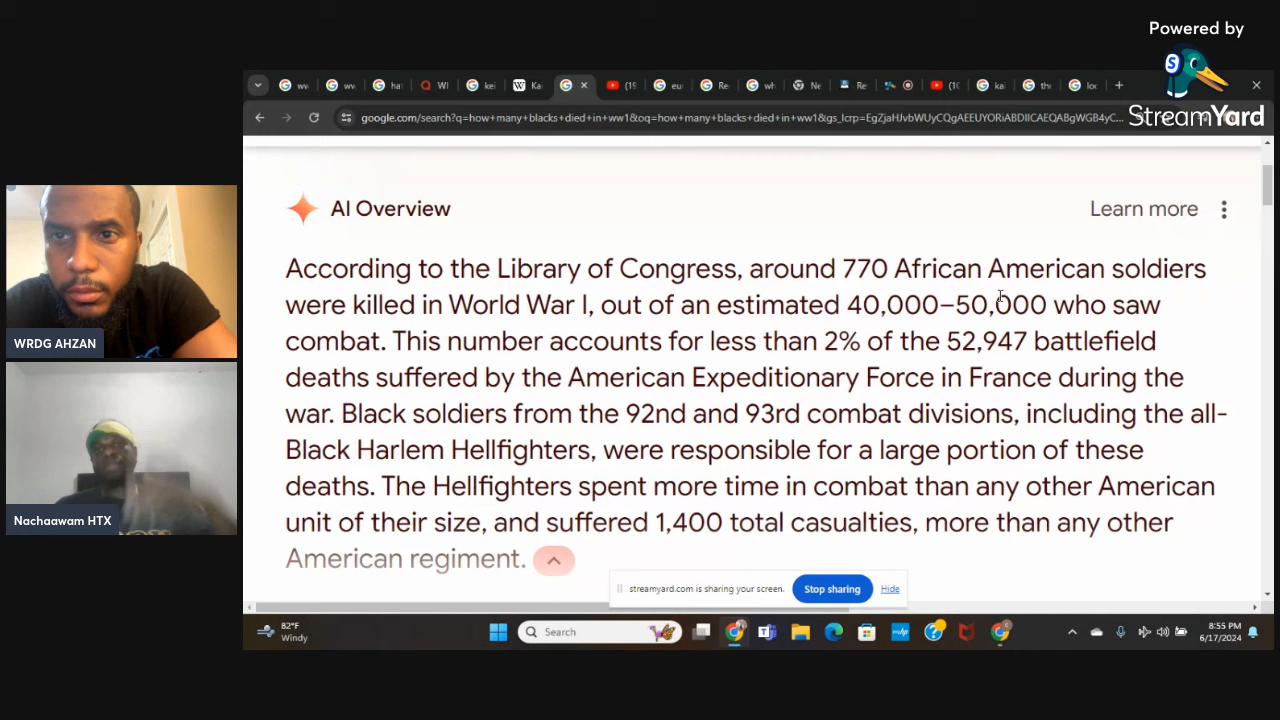 Powered by
StreamYard
google.com/search?q=how+many+blacks+died+in+ww1&oq=how+many+blacks+died+in+ww1&gs_lcrp=EgZjaHJvbWUyCQgAEEUYORiABDIICAEQABgWGB4yC...
AI Overview
Learn more
According to the Library of Congress, around 770 African American soldiers
were killed in World War I, out of an estimated 40,000–50,000 who saw
combat. This number accounts for less than 2% of the 52,947 battlefield
deaths suffered by the American Expeditionary Force in France during the
war. Black soldiers from the 92nd and 93rd combat divisions, including the all-
Black Harlem Hellfighters, were responsible for a large portion of these
deaths. The Hellfighters spent more time in combat than any other American
unit of their size, and suffered 1,400 total casualties, more than any other
American regiment.
WRDG AHZAN
Nachaawam HTX
streamyard.com is sharing your screen.
Stop sharing
Hide
82°F
Windy
Search
8:55 PM
6/17/2024